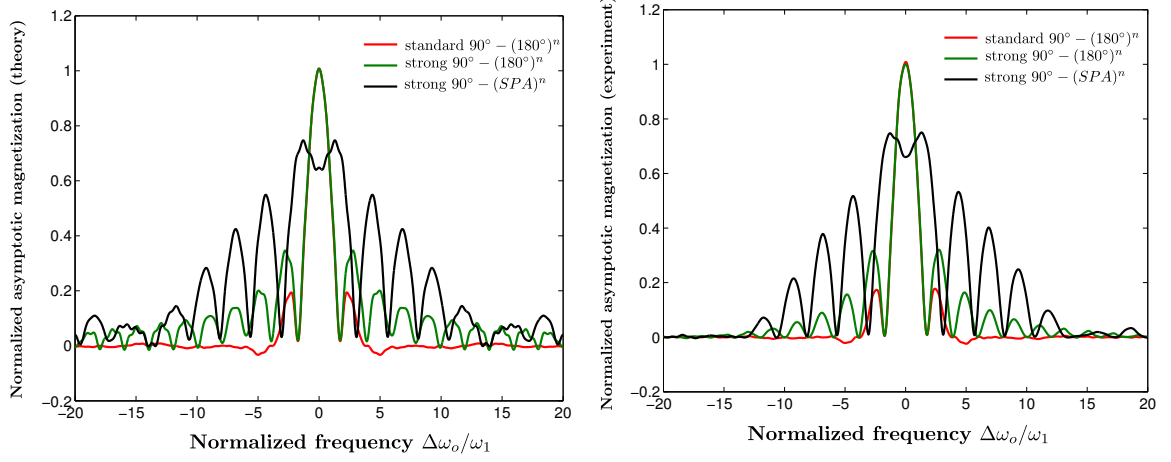 Normalized asymptotic magnetization (theory)
1.2
1
0.8
0.6
0.4
0.2
0
−0.2
−20 −15 −10 −5 0 5 10 15 20
Normalized frequency Δω₀/ω₁
standard 90° − (180°)ⁿ
strong 90° − (180°)ⁿ
strong 90° − (SPA)ⁿ
Normalized asymptotic magnetization (experiment)
1.2
1
0.8
0.6
0.4
0.2
0
−0.2
−20 −15 −10 −5 0 5 10 15 20
Normalized frequency Δω₀/ω₁
standard 90° − (180°)ⁿ
strong 90° − (180°)ⁿ
strong 90° − (SPA)ⁿ